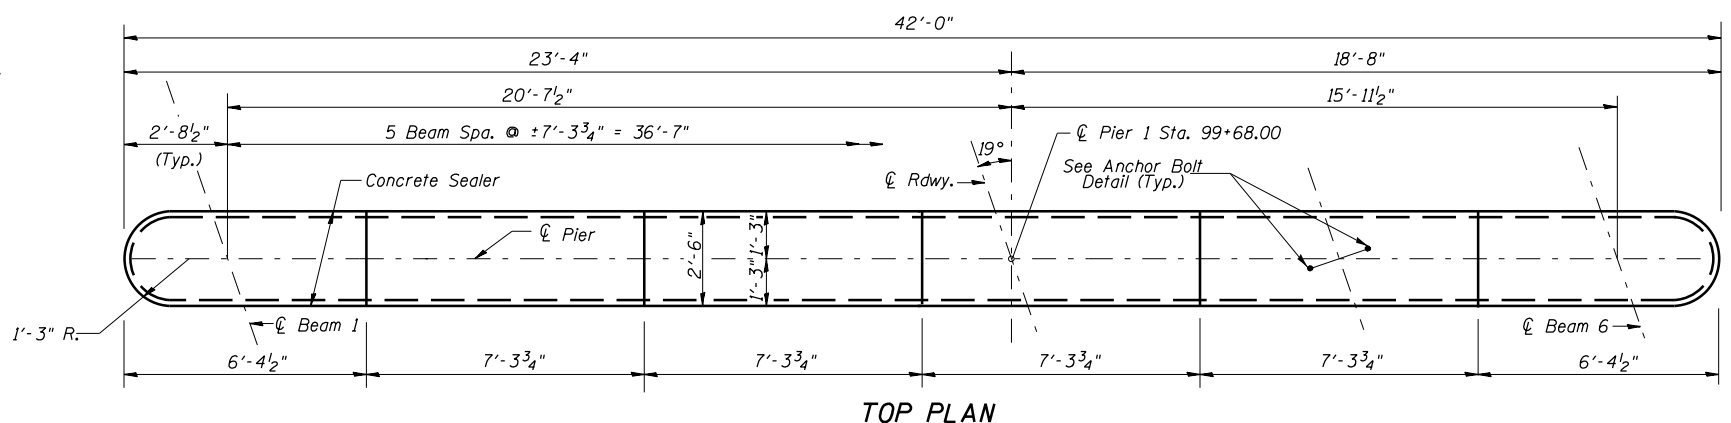 42'-0"
23'-4"
18'-8"
20'-7½"
15'-11½"
2'-8½"
(Typ.)
5 Beam Spa. @ ±7'-3¾" = 36'-7"
19°
℄ Pier 1 Sta. 99+68.00
See Anchor Bolt
Detail (Typ.)
℄ Rdwy.
Concrete Sealer
℄ Pier
2'-6"
1'-3"
1'-3"
1'-3" R.
℄ Beam 1
℄ Beam 6
6'-4½"
7'-3¾"
7'-3¾"
7'-3¾"
7'-3¾"
6'-4½"
TOP PLAN